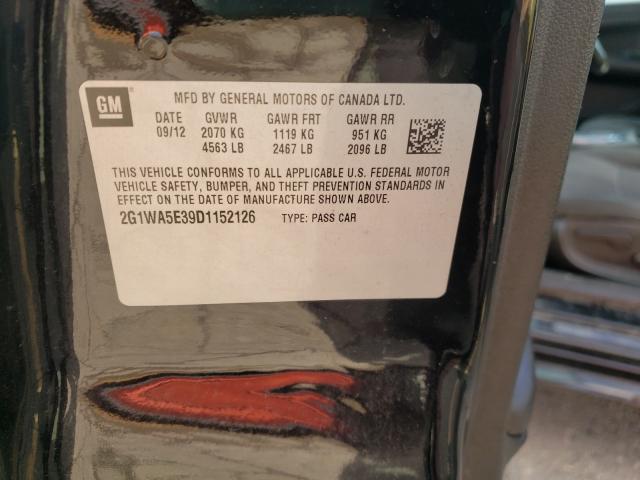 GM
MFD BY GENERAL MOTORS OF CANADA LTD.
DATE GVWR GAWR FRT GAWR RR
09/12 2070 KG 1119 KG 951 KG
4563 LB 2467 LB 2096 LB
THIS VEHICLE CONFORMS TO ALL APPLICABLE U.S. FEDERAL MOTOR
VEHICLE SAFETY, BUMPER, AND THEFT PREVENTION STANDARDS IN
EFFECT ON THE DATE OF MANUFACTURE SHOWN ABOVE.
2G1WA5E39D1152126 TYPE: PASS CAR